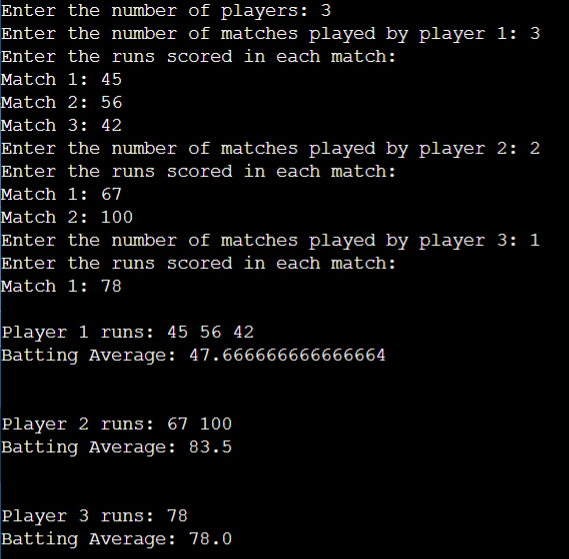 Enter the number of players: 3
Enter the number of matches played by player 1: 3
Enter the runs scored in each match:
Match 1: 45
Match 2: 56
Match 3: 42
Enter the number of matches played by player 2: 2
Enter the runs scored in each match:
Match 1: 67
Match 2: 100
Enter the number of matches played by player 3: 1
Enter the runs scored in each match:
Match 1: 78
Player 1 runs: 45 56 42
Batting Average: 47.666666666666664
Player 2 runs: 67 100
Batting Average: 83.5
Player 3 runs: 78
Batting Average: 78.0